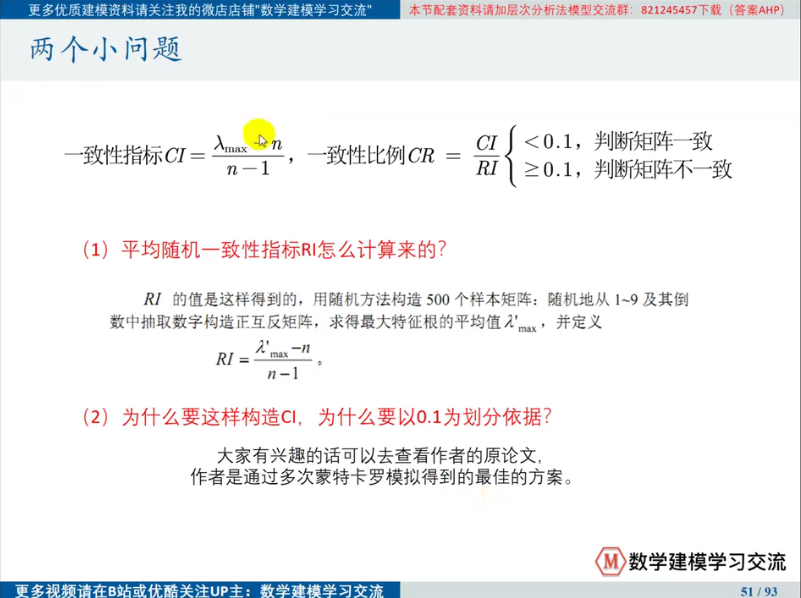 更多优质建模资料请关注我的微店店铺"数学建模学习交流"
本节配套资料请加层次分析法模型交流群：821245457下载（答案AHP）
两个小问题
一致性指标CI = (λmax − n)/(n − 1)，一致性比例CR = CI/RI { <0.1，判断矩阵一致
≥0.1，判断矩阵不一致
（1）平均随机一致性指标RI怎么计算来的？
RI 的值是这样得到的，用随机方法构造 500 个样本矩阵：随机地从 1~9 及其倒
数中抽取数字构造正互反矩阵，求得最大特征根的平均值 λ'max，并定义
RI = (λ'max − n)/(n − 1) 。
（2）为什么要这样构造CI，为什么要以0.1为划分依据？
大家有兴趣的话可以去查看作者的原论文，
作者是通过多次蒙特卡罗模拟得到的最佳的方案。
M 数学建模学习交流
更多视频请在B站或优酷关注UP主：数学建模学习交流
51 / 93